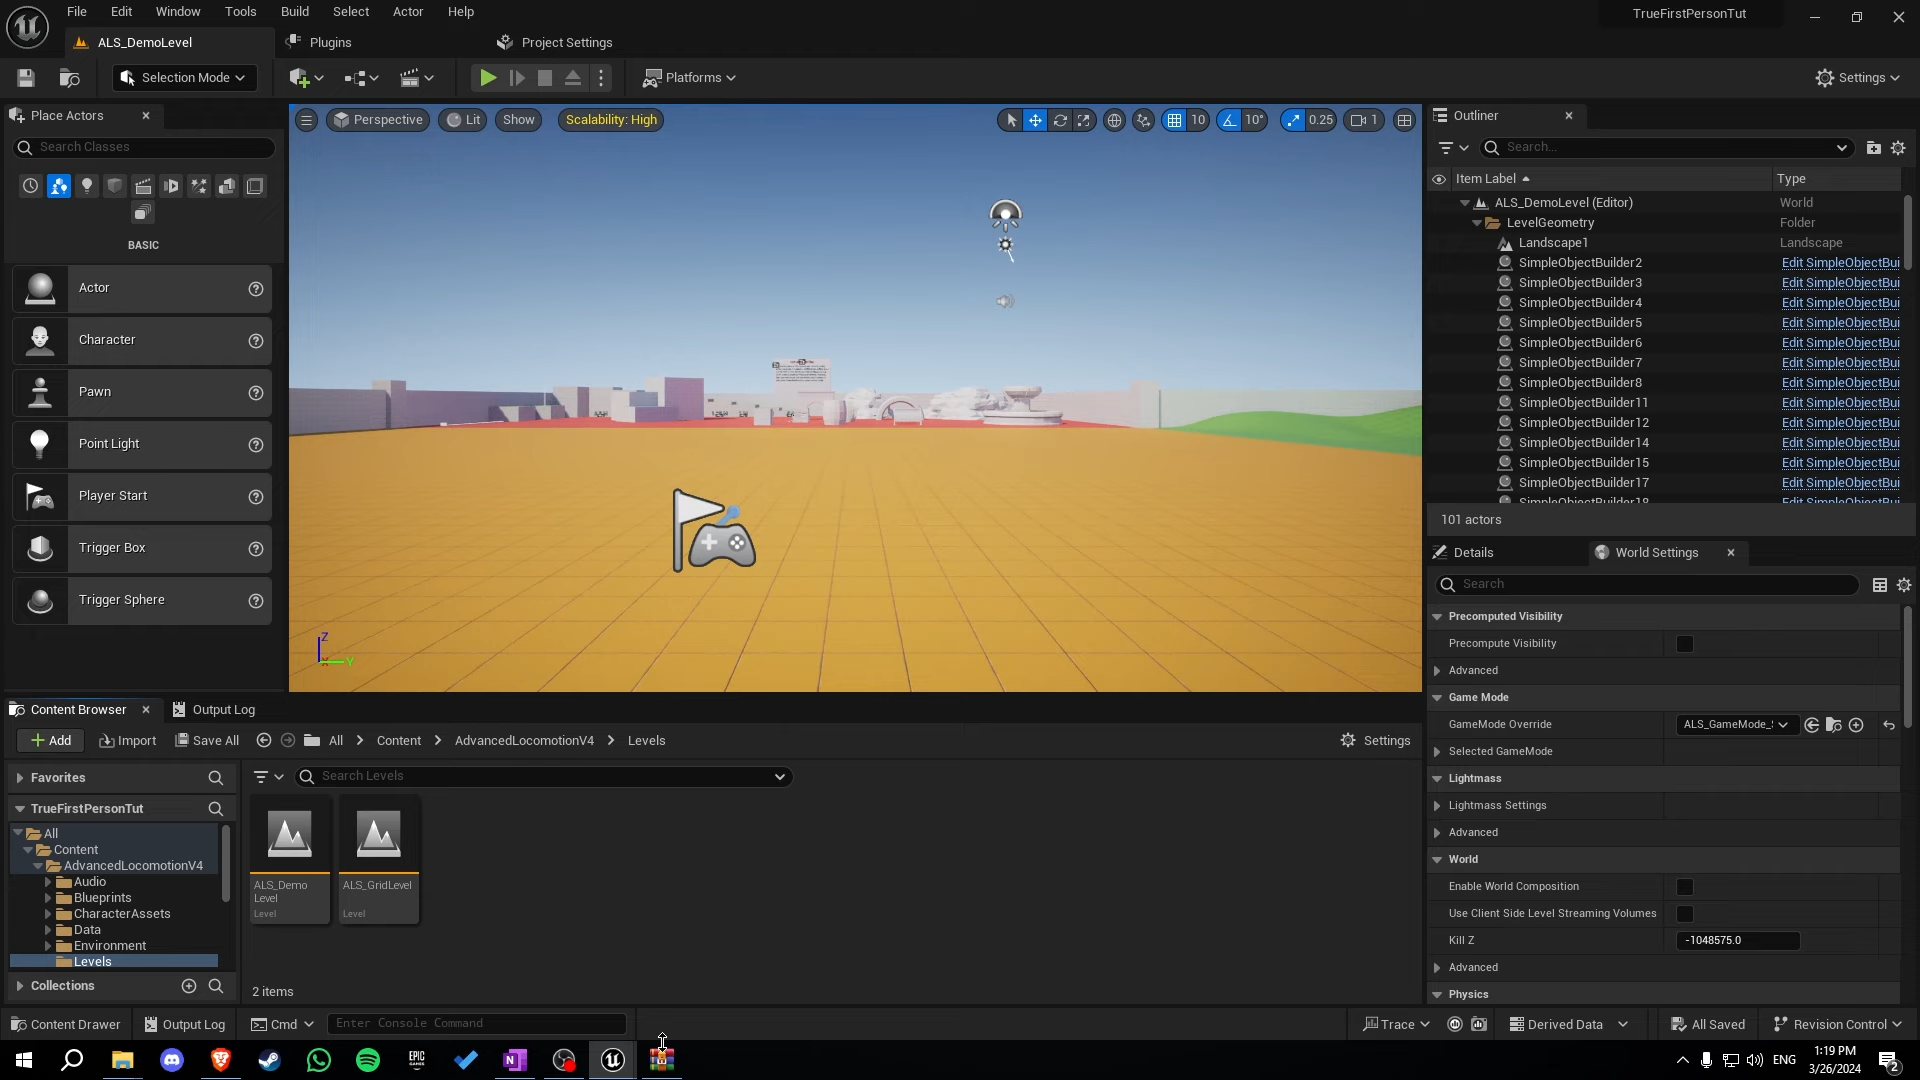 File Edit Window Tools Build Select Actor Help
TrueFirstPersonTut
ALS_DemoLevel
Plugins
Project Settings
Selection Mode
Platforms
Settings
Place Actors
Search Classes
BASIC
Actor
Character
Pawn
Point Light
Player Start
Trigger Box
Trigger Sphere
Perspective
Lit
Show
Scalability: High
10
10°
0.25
1
Z
X
Y
Outliner
Search...
Item Label
Type
ALS_DemoLevel (Editor) World
LevelGeometry Folder
Landscape1 Landscape
SimpleObjectBuilder2 Edit SimpleObjectBui
SimpleObjectBuilder3 Edit SimpleObjectBui
SimpleObjectBuilder4 Edit SimpleObjectBui
SimpleObjectBuilder5 Edit SimpleObjectBui
SimpleObjectBuilder6 Edit SimpleObjectBui
SimpleObjectBuilder7 Edit SimpleObjectBui
SimpleObjectBuilder8 Edit SimpleObjectBui
SimpleObjectBuilder11 Edit SimpleObjectBui
SimpleObjectBuilder12 Edit SimpleObjectBui
SimpleObjectBuilder14 Edit SimpleObjectBui
SimpleObjectBuilder15 Edit SimpleObjectBui
SimpleObjectBuilder17 Edit SimpleObjectBui
SimpleObjectBuilder18 Edit SimpleObjectBui
101 actors
Details
World Settings
Search
Precomputed Visibility
Precompute Visibility
Advanced
Game Mode
GameMode Override ALS_GameMode_
Selected GameMode
Lightmass
Lightmass Settings
Advanced
World
Enable World Composition
Use Client Side Level Streaming Volumes
Kill Z -1048575.0
Advanced
Physics
Content Browser
Output Log
Add
Import
Save All
All > Content > AdvancedLocomotionV4 > Levels
Settings
Favorites
TrueFirstPersonTut
All
Content
AdvancedLocomotionV4
Audio
Blueprints
CharacterAssets
Data
Environment
Levels
Collections
Search Levels
ALS_Demo
Level
Level
ALS_GridLevel
Level
2 items
Content Drawer
Output Log
Cmd
Enter Console Command
Trace
Derived Data
All Saved
Revision Control
EPIC
GAMES
N
ENG
1:19 PM
3/26/2024
2